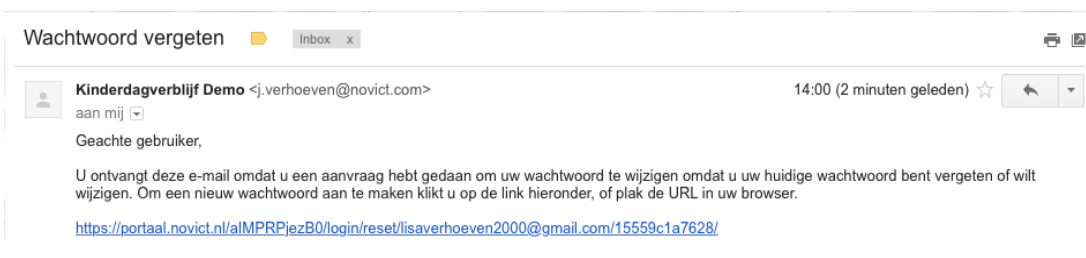 Wachtwoord vergeten Inbox x
Kinderdagverblijf Demo <j.verhoeven@novict.com> 14:00 (2 minuten geleden)
aan mij
Geachte gebruiker,
U ontvangt deze e-mail omdat u een aanvraag hebt gedaan om uw wachtwoord te wijzigen omdat u uw huidige wachtwoord bent vergeten of wilt
wijzigen. Om een nieuw wachtwoord aan te maken klikt u op de link hieronder, of plak de URL in uw browser.
https://portaal.novict.nl/aIMPRPjezB0/login/reset/lisaverhoeven2000@gmail.com/15559c1a7628/